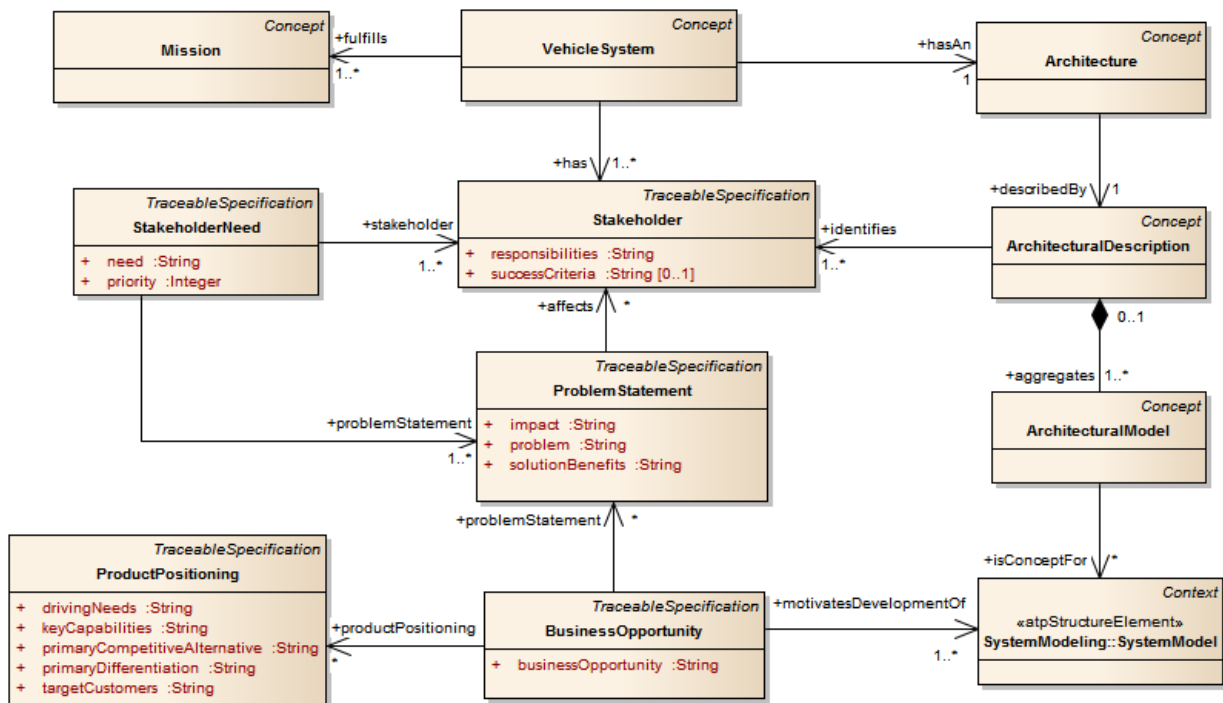 Concept
Mission
+fulfills
1..*
Concept
VehicleSystem
+hasAn
1
Concept
Architecture
+has
1..*
+describedBy
1
TraceableSpecification
StakeholderNeed
+ need :String
+ priority :Integer
+stakeholder
1..*
TraceableSpecification
Stakeholder
+ responsibilities :String
+ successCriteria :String [0..1]
+identifies
1..*
Concept
ArchitecturalDescription
+affects
*
0..1
TraceableSpecification
ProblemStatement
+ impact :String
+ problem :String
+ solutionBenefits :String
+aggregates
1..*
+problemStatement
1..*
Concept
ArchitecturalModel
+problemStatement
*
+isConceptFor
*
TraceableSpecification
ProductPositioning
+ drivingNeeds :String
+ keyCapabilities :String
+ primaryCompetitiveAlternative :String
+ primaryDifferentiation :String
+ targetCustomers :String
+productPositioning
*
TraceableSpecification
BusinessOpportunity
+ businessOpportunity :String
+motivatesDevelopmentOf
1..*
Context
«atpStructureElement»
SystemModeling::SystemModel